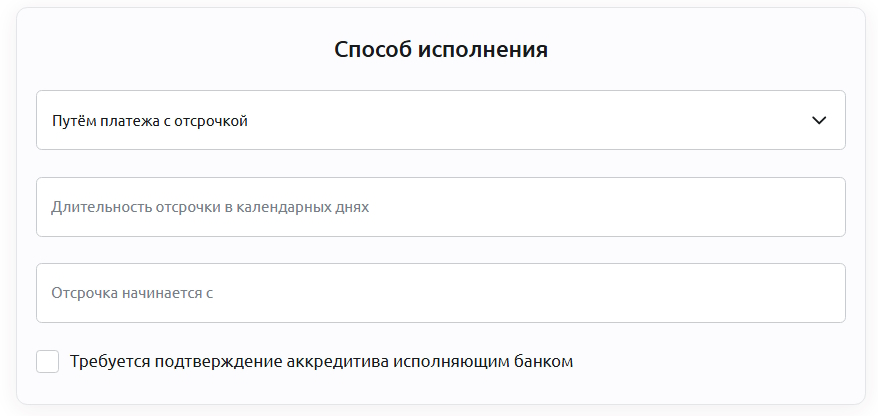 Способ исполнения
Путём платежа с отсрочкой
Длительность отсрочки в календарных днях
Отсрочка начинается с
Требуется подтверждение аккредитива исполняющим банком